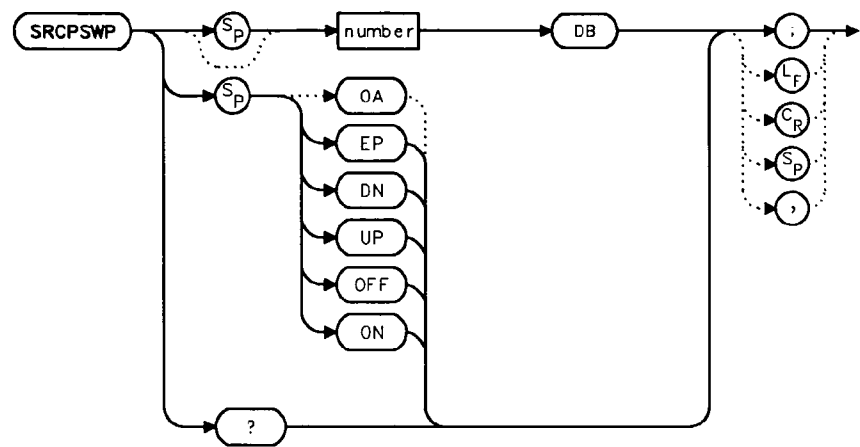 SRCPSWP SP number DB ;
SP OA LF
EP CR
DN SP
UP ,
OFF
ON
?